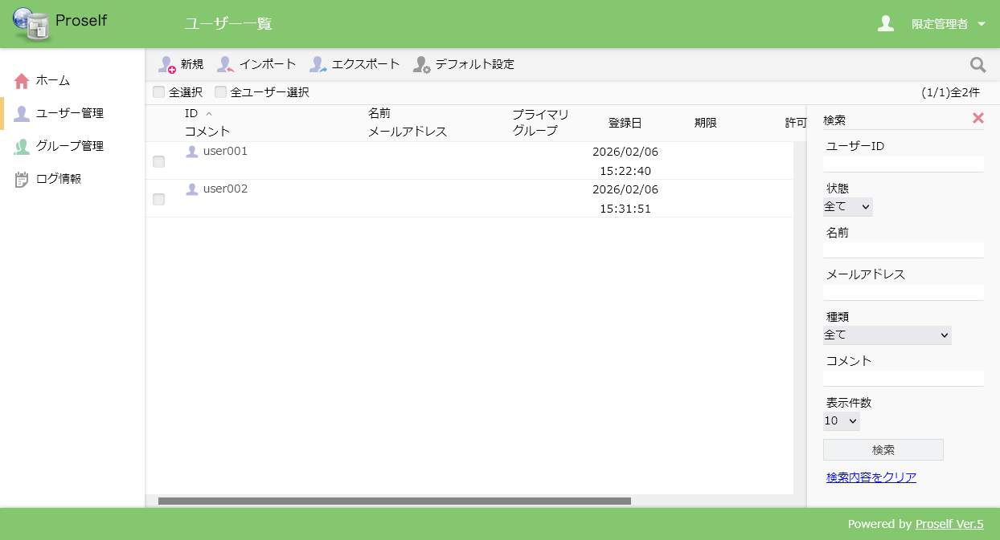 Proself
ユーザー一覧
限定管理者
ホーム
ユーザー管理
グループ管理
ログ情報
新規 インポート エクスポート デフォルト設定
全選択 全ユーザー選択 (1/1)全2件
ID 名前 プライマリ
グループ 登録日 期限 許可
コメント メールアドレス
user001 2026/02/06
15:22:40
user002 2026/02/06
15:31:51
検索
ユーザーID
状態
全て
名前
メールアドレス
種類
全て
コメント
表示件数
10
検索
検索内容をクリア
Powered by Proself Ver.5